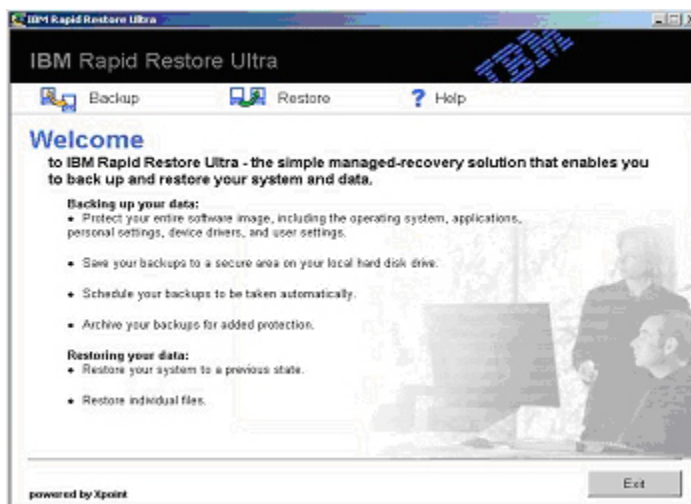 IBM Rapid Restore Ultra
IBM Rapid Restore Ultra
IBM
Backup
Restore
? Help
Welcome
to IBM Rapid Restore Ultra - the simple managed-recovery solution that enables you
to back up and restore your system and data.
Backing up your data:
• Protect your entire software image, including the operating system, applications,
personal settings, device drivers, and user settings.
• Save your backups to a secure area on your local hard disk drive.
• Schedule your backups to be taken automatically.
• Archive your backups for added protection.
Restoring your data:
• Restore your system to a previous state.
• Restore individual files.
powered by Xpoint
Exit